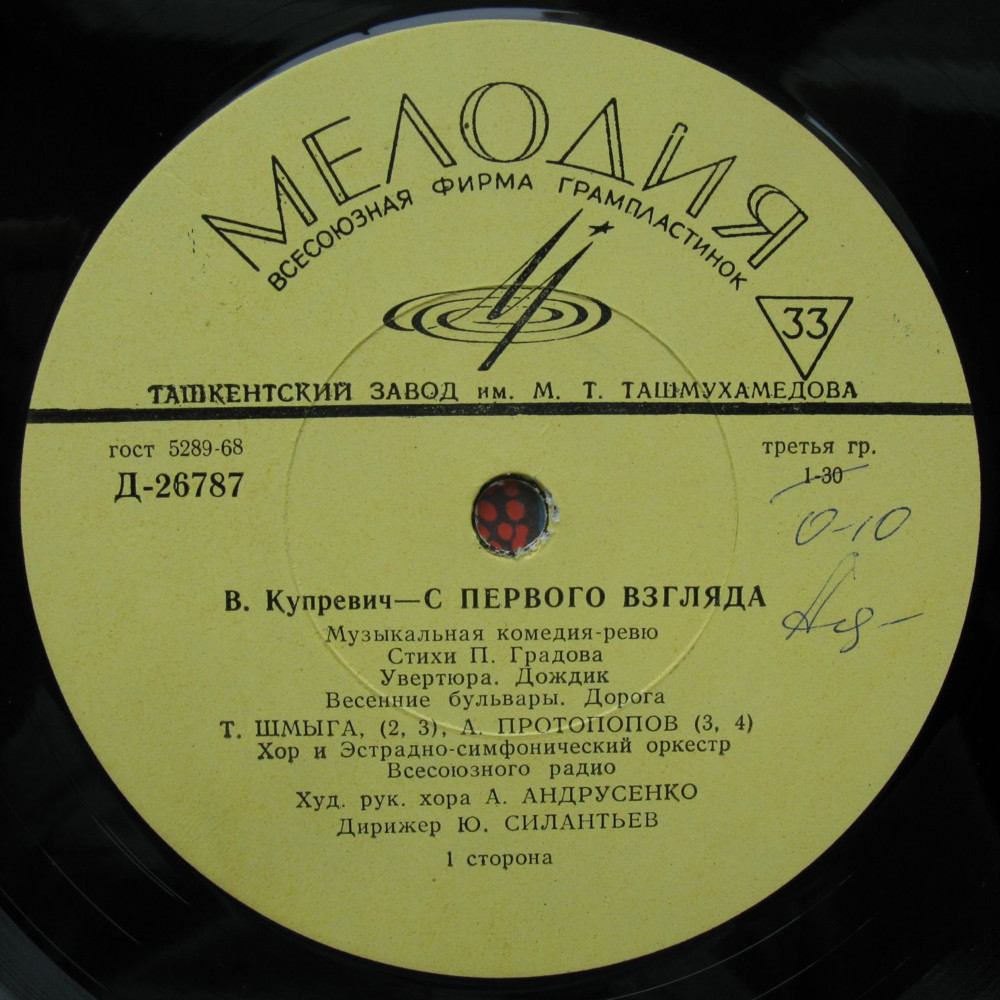 МЕЛОДИЯ
ВСЕСОЮЗНАЯ ФИРМА ГРАМПЛАСТИНОК
33
ТАШКЕНТСКИЙ ЗАВОД им. М. Т. ТАШМУХАМЕДОВА
гост 5289-68
третья гр.
Д-26787
1-30
0-10
В. Купревич—С ПЕРВОГО ВЗГЛЯДА
Музыкальная комедия-ревю
Стихи П. Градова
Увертюра. Дождик
Весенние бульвары. Дорога
Т. ШМЫГА, (2, 3), А. ПРОТОПОПОВ (3, 4)
Хор и Эстрадно-симфонический оркестр
Всесоюзного радио
Худ. рук. хора А. АНДРУСЕНКО
Дирижер Ю. СИЛАНТЬЕВ
1 сторона